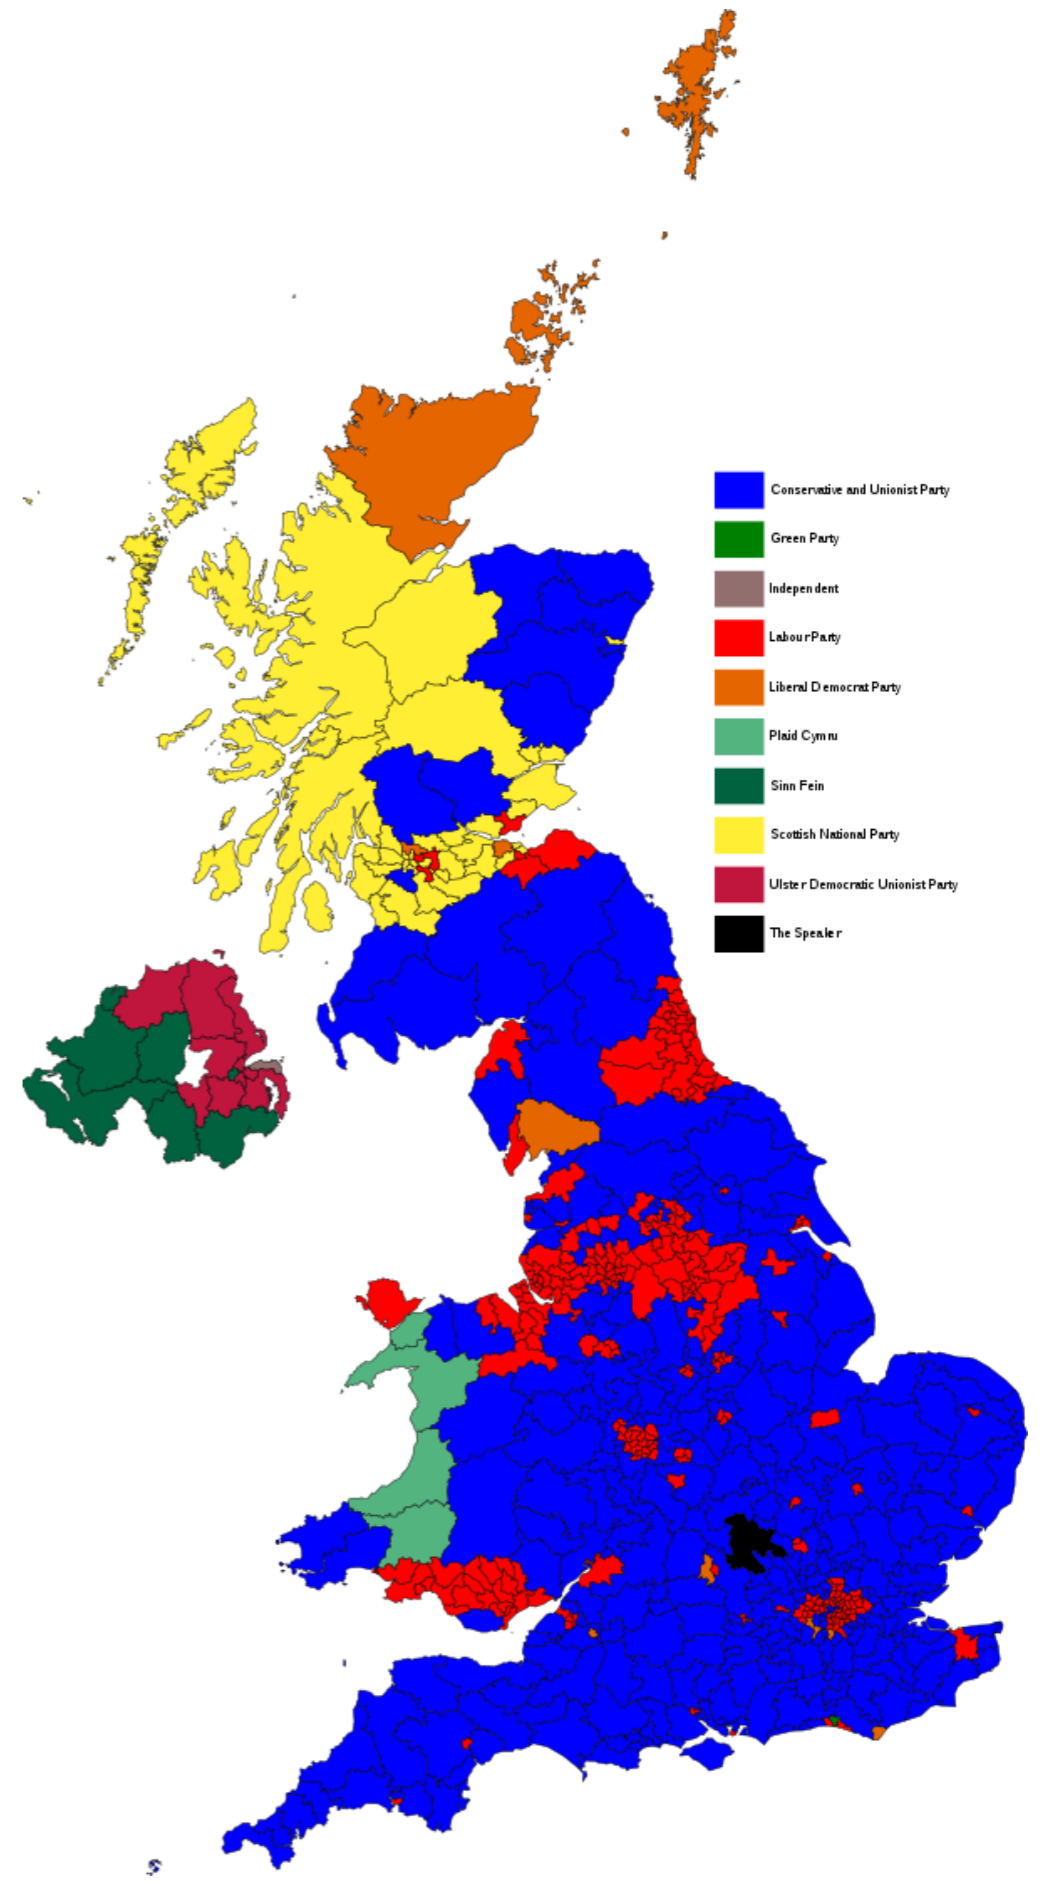 Conservative and Unionist Party
Green Party
Independent
Labour Party
Liberal Democrat Party
Plaid Cymru
Sinn Fein
Scottish National Party
Ulster Democratic Unionist Party
The Speaker